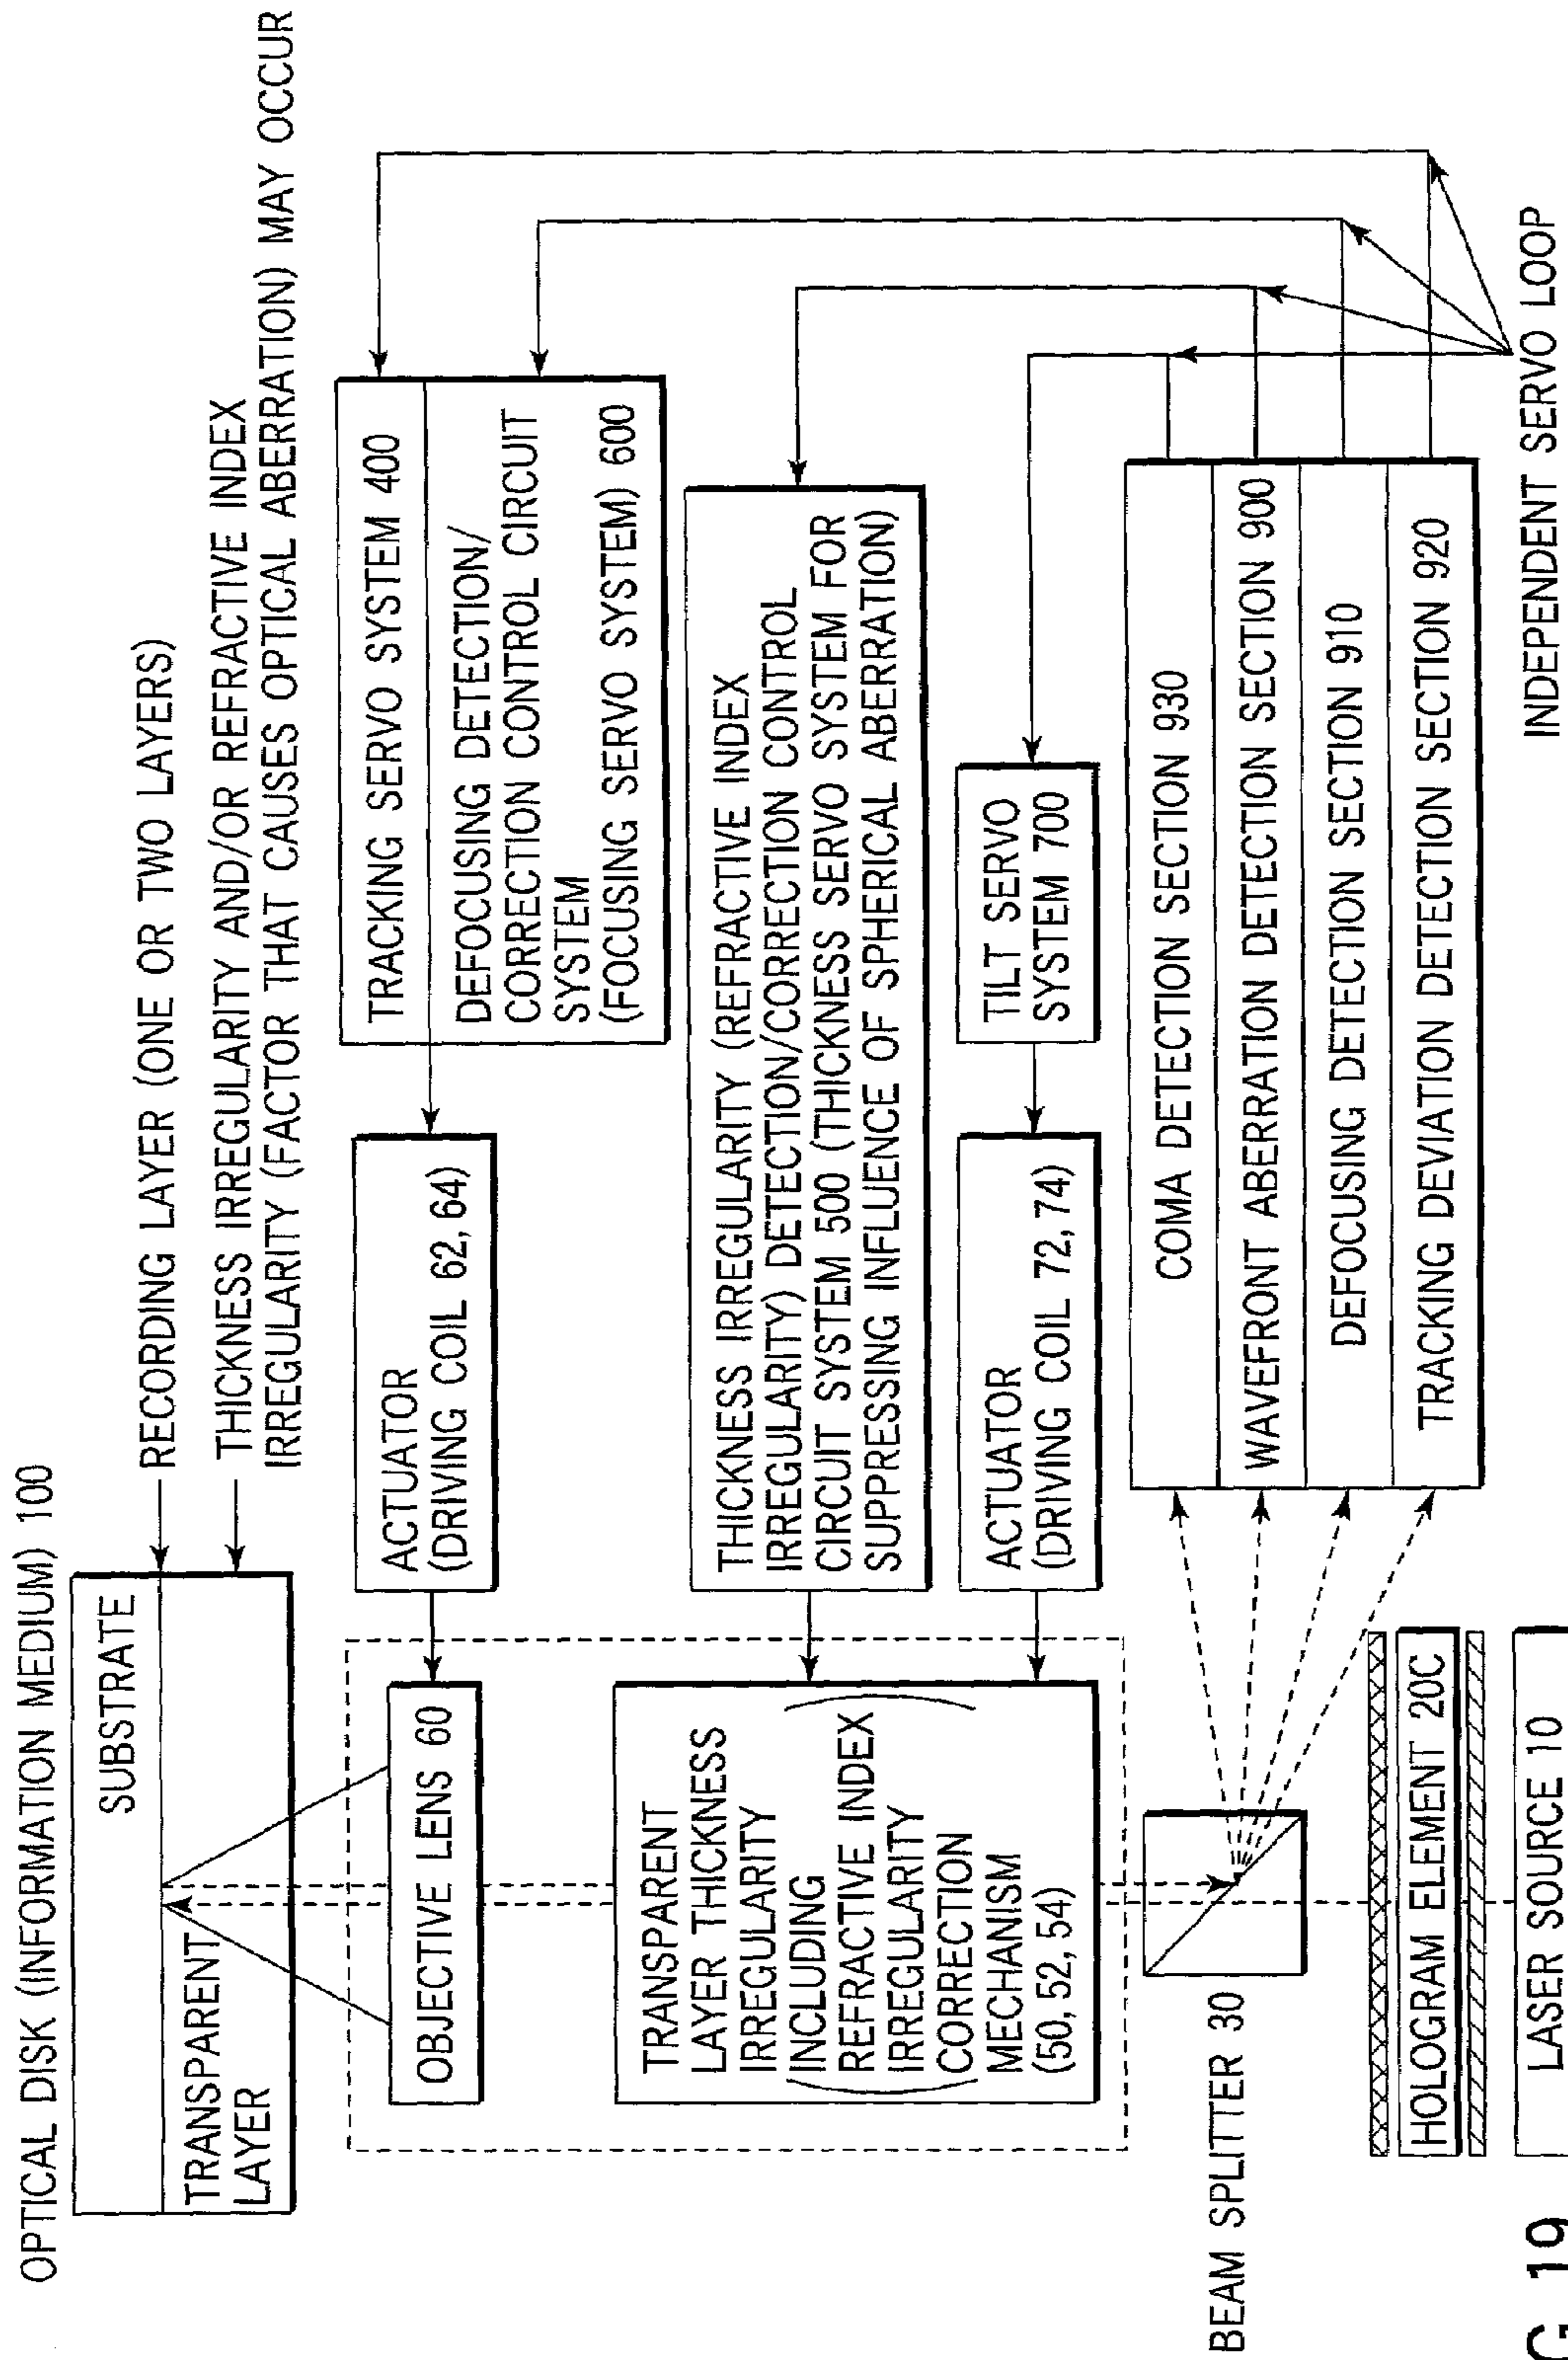 OPTICAL DISK (INFORMATION MEDIUM) 100
SUBSTRATE
TRANSPARENT
LAYER
RECORDING LAYER (ONE OR TWO LAYERS)
THICKNESS IRREGULARITY AND/OR REFRACTIVE INDEX
IRREGULARITY (FACTOR THAT CAUSES OPTICAL ABERRATION) MAY OCCUR
OBJECTIVE LENS 60
ACTUATOR
(DRIVING COIL 62, 64)
TRACKING SERVO SYSTEM 400
DEFOCUSING DETECTION/
CORRECTION CONTROL CIRCUIT
SYSTEM
(FOCUSING SERVO SYSTEM) 600
TRANSPARENT
LAYER THICKNESS
IRREGULARITY
(INCLUDING
REFRACTIVE INDEX
IRREGULARITY)
CORRECTION
MECHANISM
(50, 52, 54)
THICKNESS IRREGULARITY (REFRACTIVE INDEX
IRREGULARITY) DETECTION/CORRECTION CONTROL
CIRCUIT SYSTEM 500 (THICKNESS SERVO SYSTEM FOR
SUPPRESSING INFLUENCE OF SPHERICAL ABERRATION)
ACTUATOR
(DRIVING COIL 72, 74)
TILT SERVO
SYSTEM 700
BEAM SPLITTER 30
COMA DETECTION SECTION 930
WAVEFRONT ABERRATION DETECTION SECTION 900
DEFOCUSING DETECTION SECTION 910
TRACKING DEVIATION DETECTION SECTION 920
HOLOGRAM ELEMENT 20C
LASER SOURCE 10
INDEPENDENT SERVO LOOP
G 19